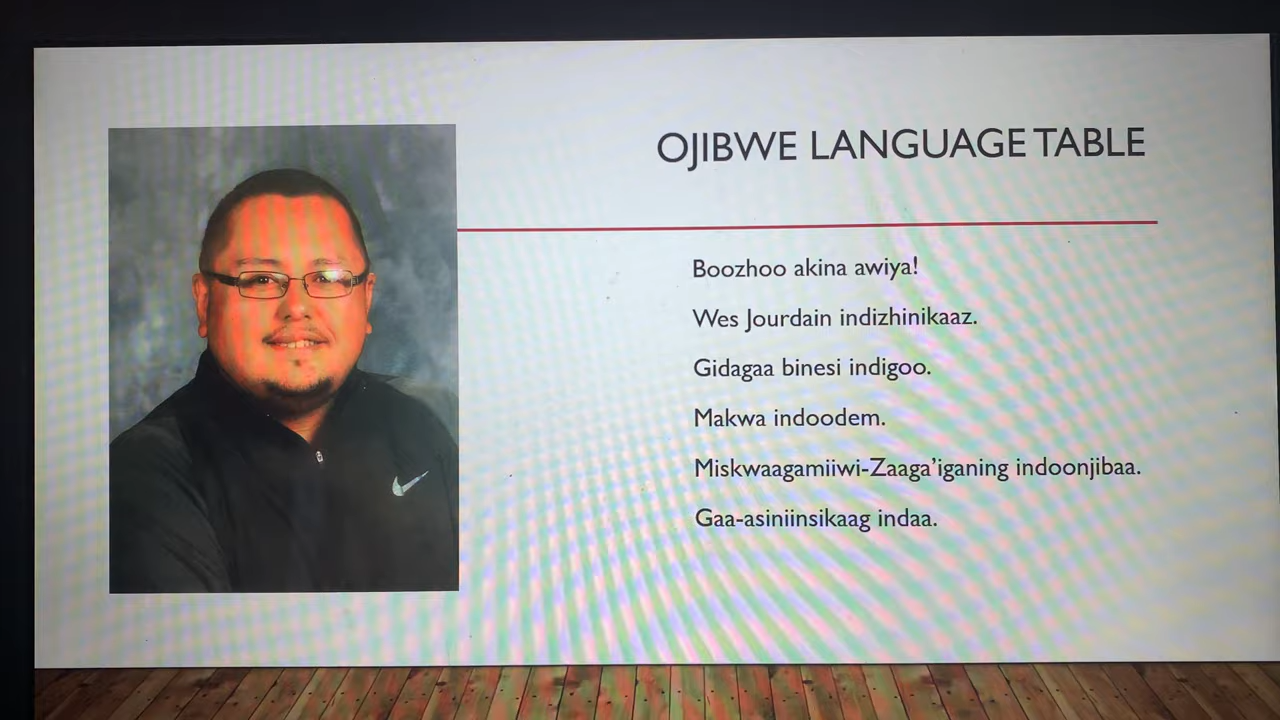 OJIBWE LANGUAGE TABLE
Boozhoo akina awiya!
Wes Jourdain indizhinikaaz.
Gidagaa binesi indigoo.
Makwa indoodem.
Miskwaagamiiwi-Zaaga’iganing indoonjibaa.
Gaa-asiniinsikaag indaa.